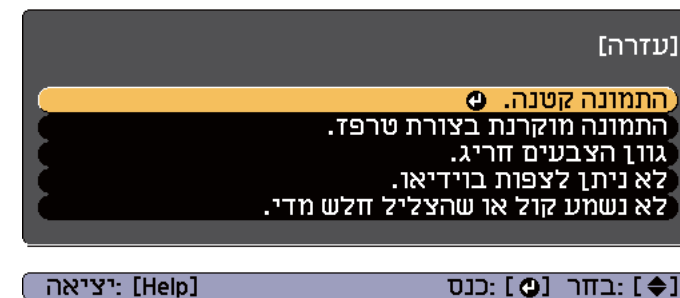 [עזרה]
התמונה קטנה.
התמונה מוקרנת בצורת טרפז.
גוון הצבעים חריג.
לא ניתן לצפות בוידיאו.
לא נשמע קול או שהצליל חלש מדי.
[◆] :בחר [⏎] :כנס [Help] :יציאה